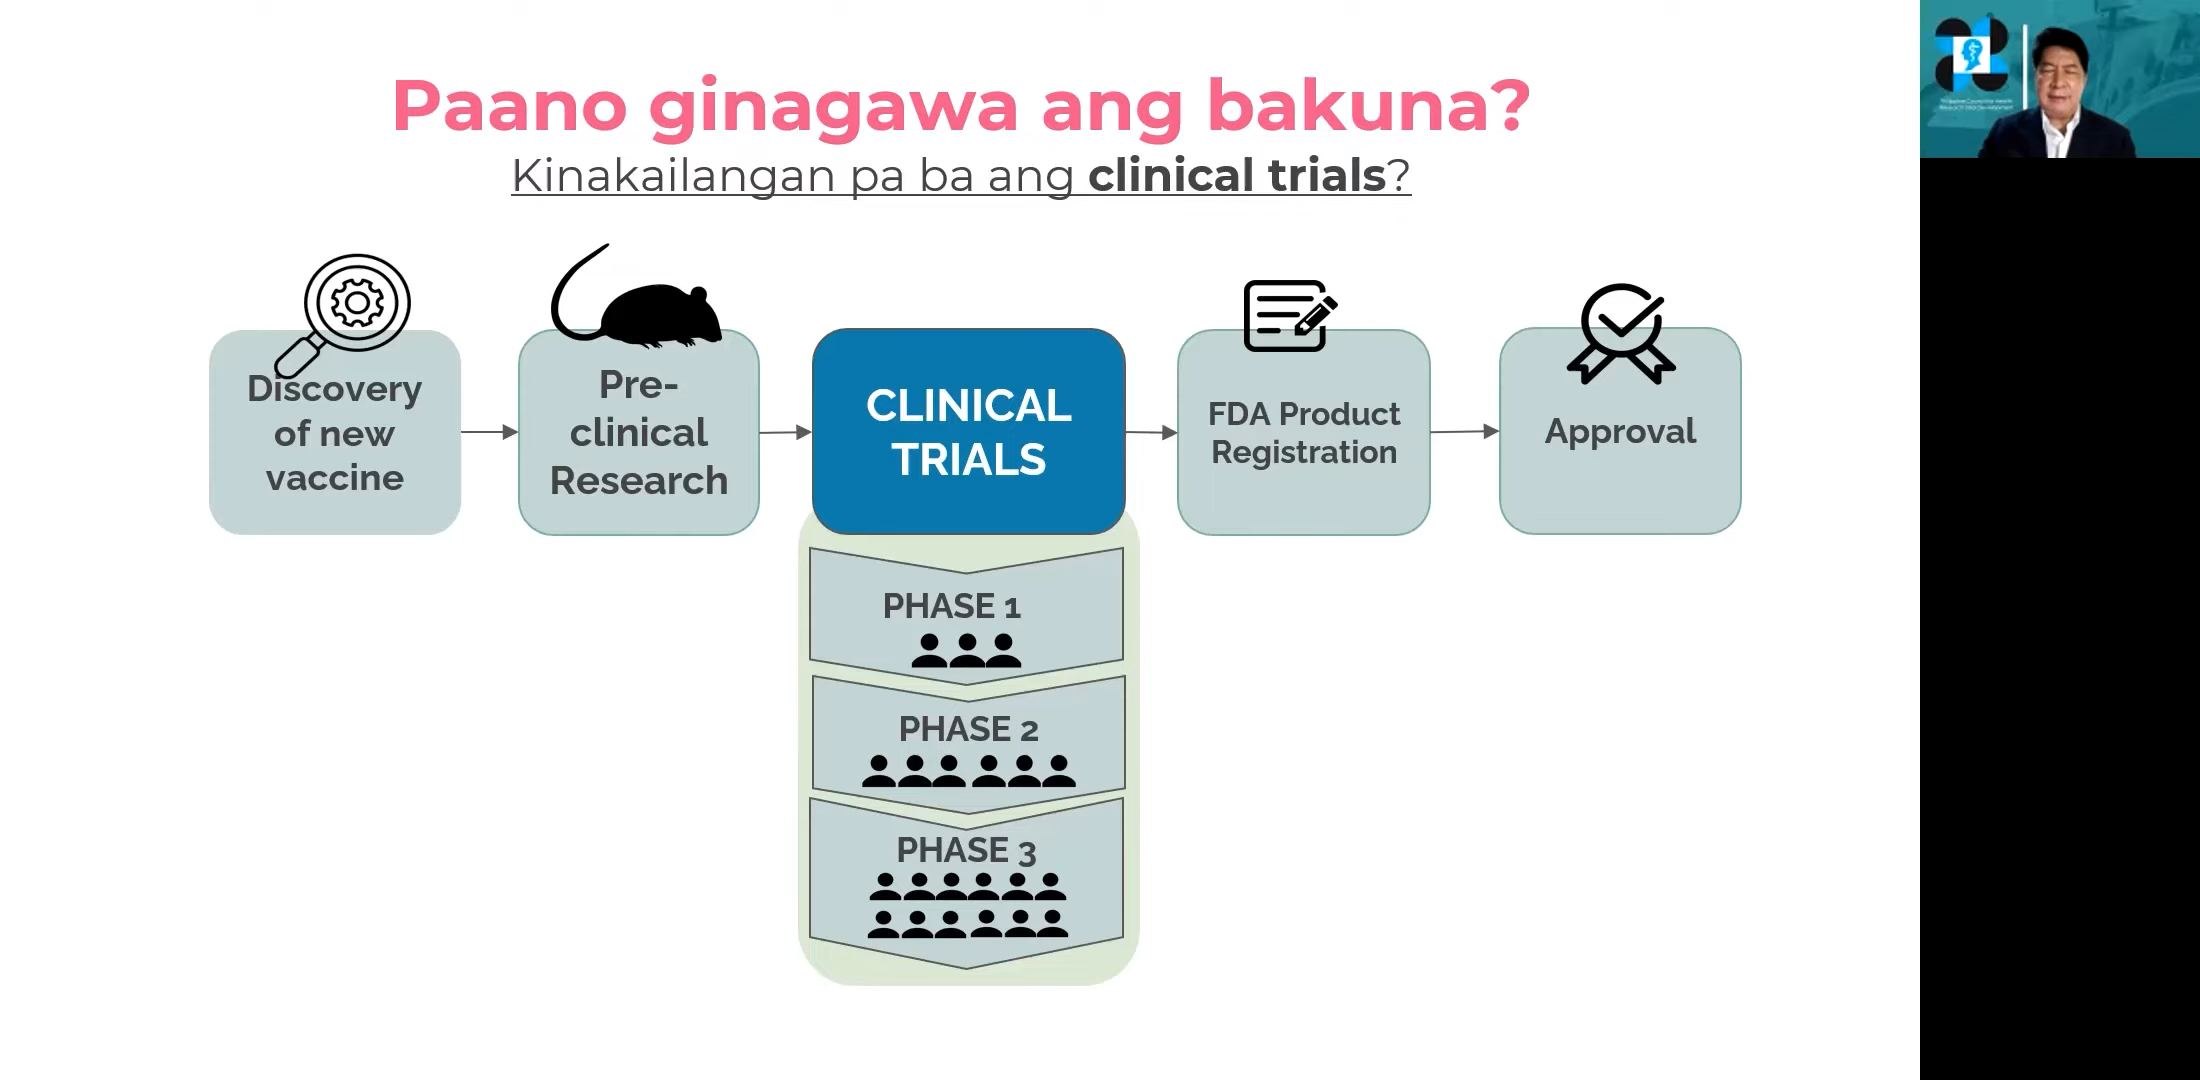 Paano ginagawa ang bakuna?
Kinakailangan pa ba ang clinical trials?
Discovery
of new
vaccine
Pre-
clinical
Research
CLINICAL
TRIALS
FDA Product
Registration
Approval
PHASE 1
PHASE 2
PHASE 3